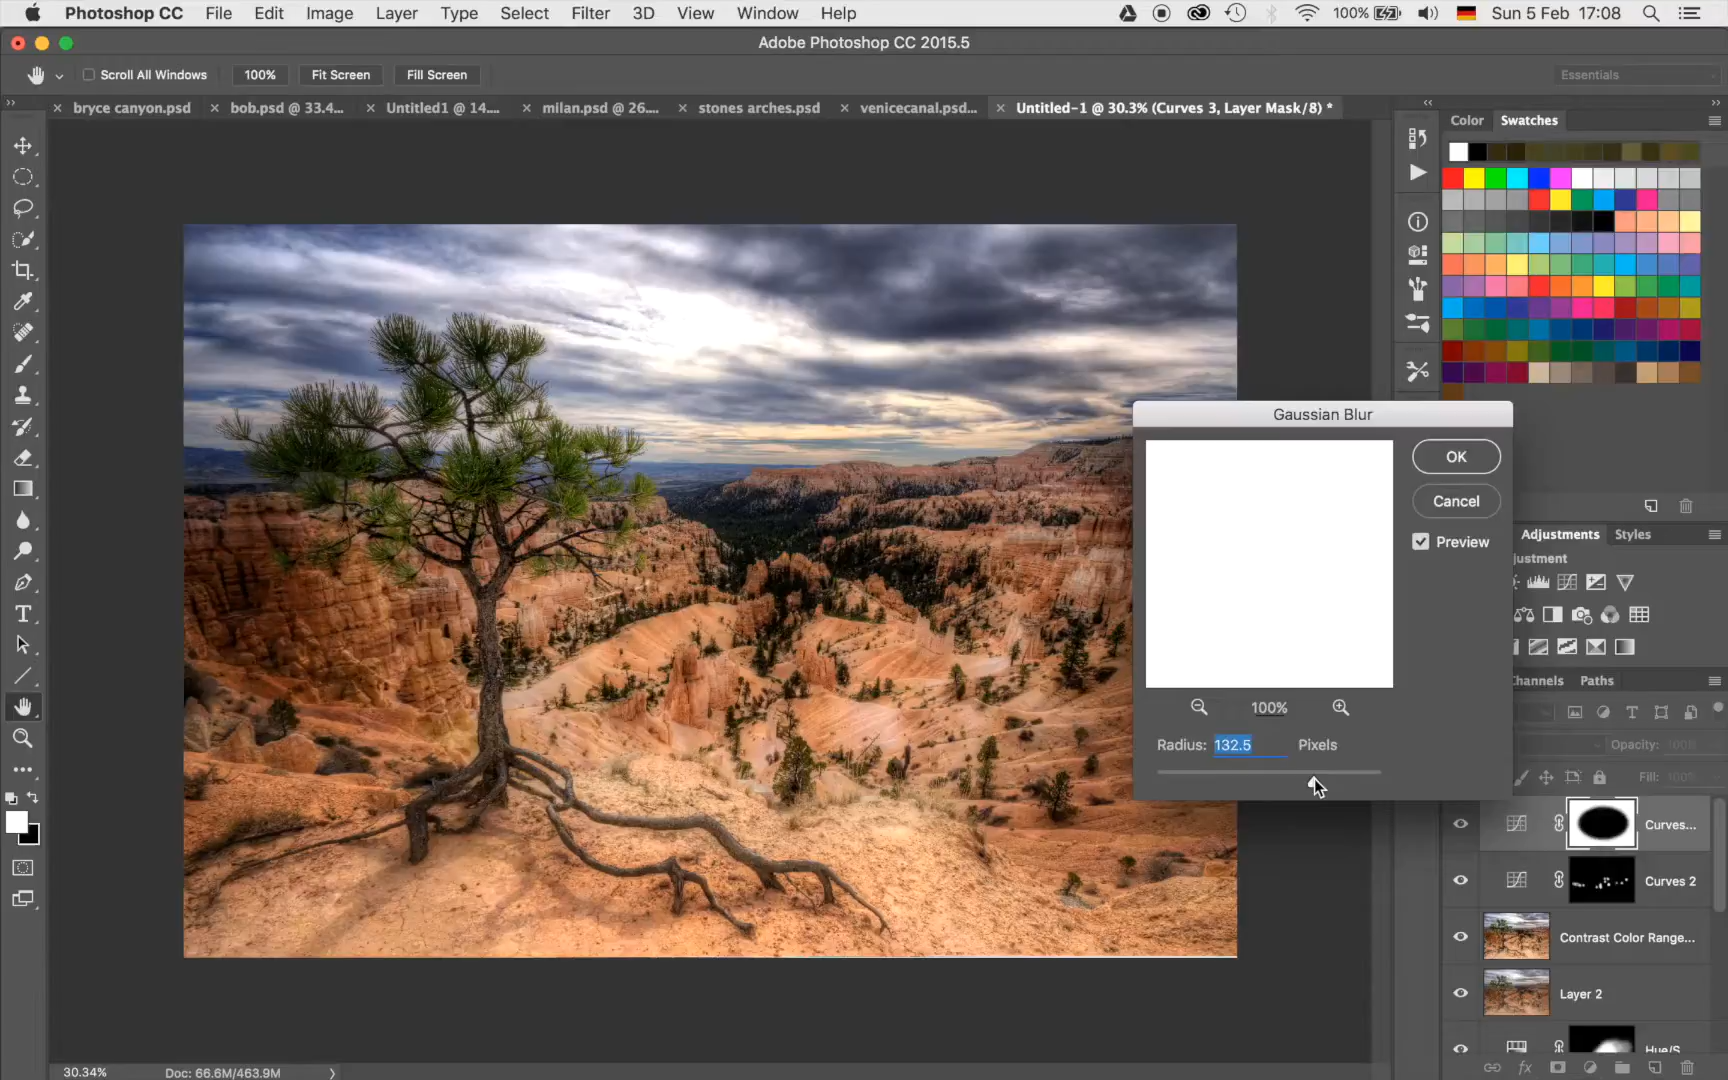 Photoshop CC File Edit Image Layer Type Select Filter 3D View Window Help 100% Sun 5 Feb 17:08
Adobe Photoshop CC 2015.5
Scroll All Windows 100% Fit Screen Fill Screen Essentials
bryce canyon.psd bob.psd @ 33.4... Untitled1 @ 14.... milan.psd @ 26.... stones arches.psd venicecanal.psd... Untitled-1 @ 30.3% (Curves 3, Layer Mask/8) *
Color Swatches
Gaussian Blur
OK
Cancel
Preview
100%
Radius: 132.5 Pixels
Adjustments Styles
djustment
Channels Paths
Opacity: 100%
Fill: 100%
Curves...
Curves 2
Contrast Color Range...
Layer 2
Hue/S
fx
30.34% Doc: 66.6M/463.9M